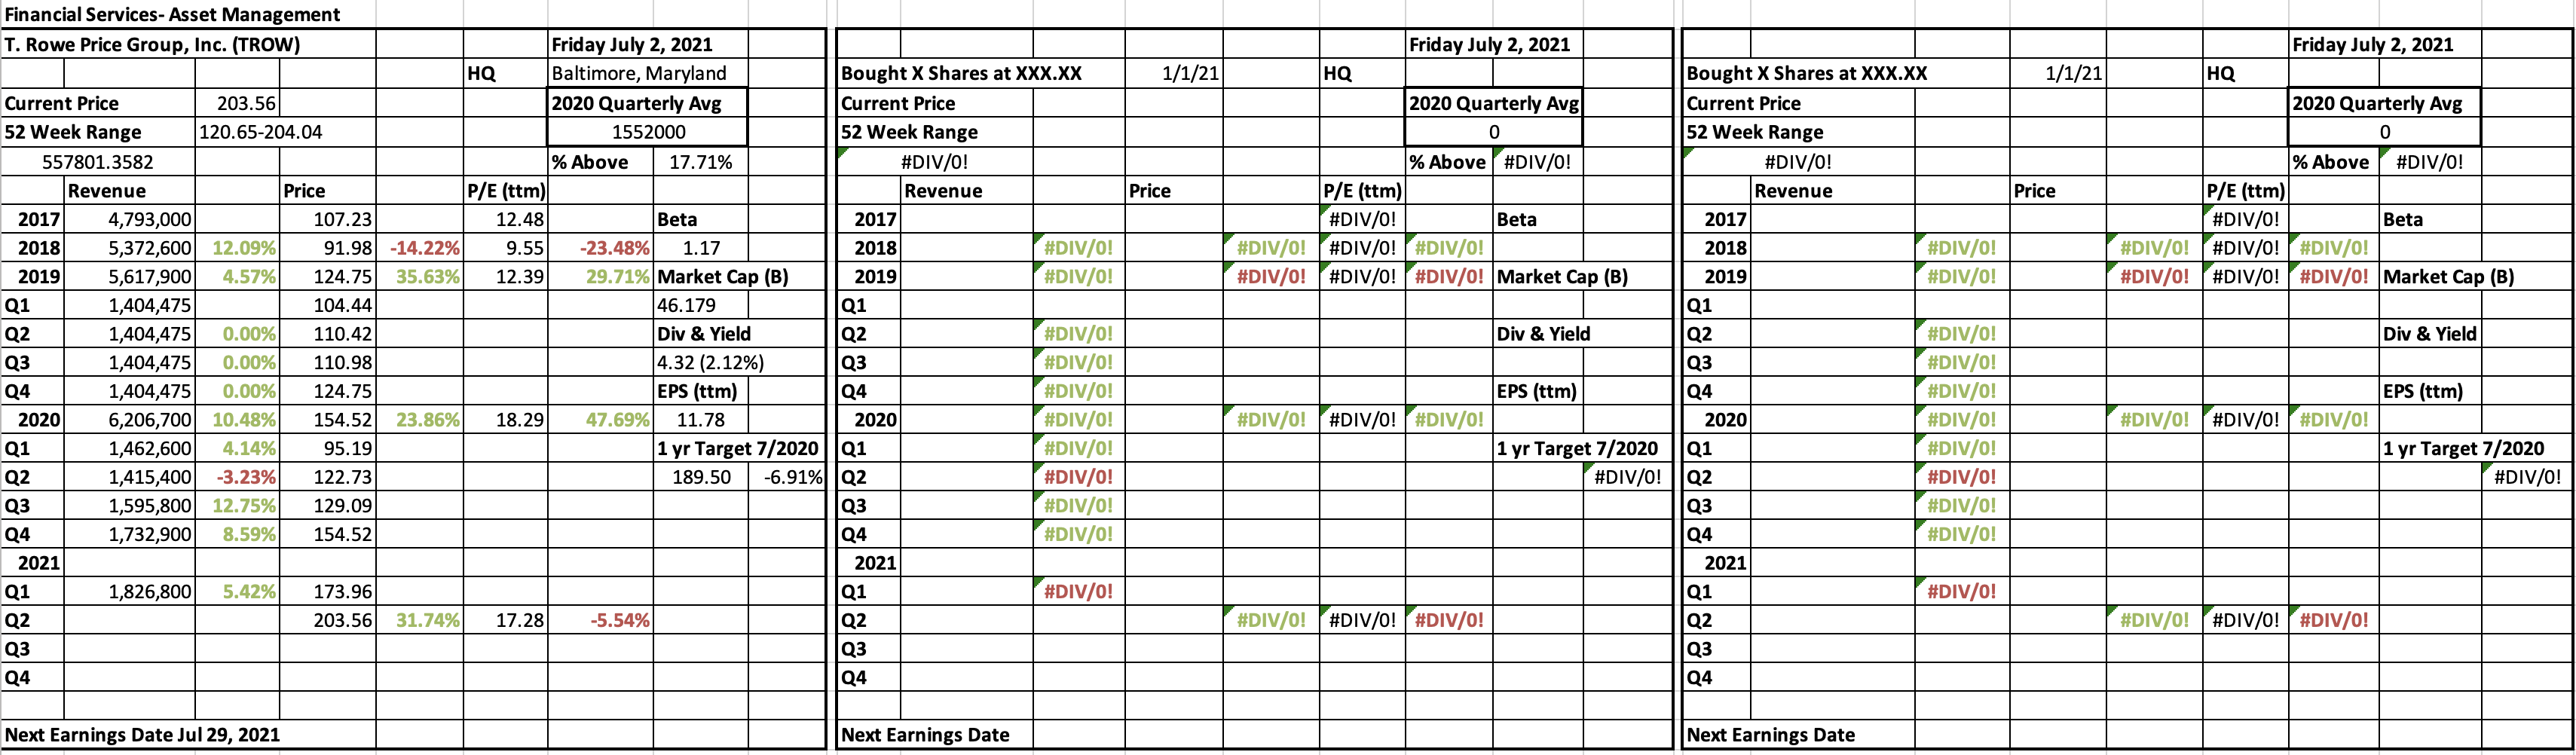 Financial Services- Asset Management
T. Rowe Price Group, Inc. (TROW) Friday July 2, 2021
HQ Baltimore, Maryland
Current Price 203.56 2020 Quarterly Avg
52 Week Range 120.65-204.04 1552000
557801.3582 % Above 17.71%
Revenue Price P/E (ttm)
2017 4,793,000 107.23 12.48 Beta
2018 5,372,600 12.09% 91.98 -14.22% 9.55 -23.48% 1.17
2019 5,617,900 4.57% 124.75 35.63% 12.39 29.71% Market Cap (B)
Q1 1,404,475 104.44 46.179
Q2 1,404,475 0.00% 110.42 Div & Yield
Q3 1,404,475 0.00% 110.98 4.32 (2.12%)
Q4 1,404,475 0.00% 124.75 EPS (ttm)
2020 6,206,700 10.48% 154.52 23.86% 18.29 47.69% 11.78
Q1 1,462,600 4.14% 95.19 1 yr Target 7/2020
Q2 1,415,400 -3.23% 122.73 189.50 -6.91%
Q3 1,595,800 12.75% 129.09
Q4 1,732,900 8.59% 154.52
2021
Q1 1,826,800 5.42% 173.96
Q2 203.56 31.74% 17.28 -5.54%
Q3
Q4
Next Earnings Date Jul 29, 2021
Friday July 2, 2021
Bought X Shares at XXX.XX 1/1/21 HQ
Current Price 2020 Quarterly Avg
52 Week Range 0
#DIV/0! % Above #DIV/0!
Revenue Price P/E (ttm)
2017 #DIV/0! Beta
2018 #DIV/0! #DIV/0! #DIV/0! #DIV/0!
2019 #DIV/0! #DIV/0! #DIV/0! #DIV/0! Market Cap (B)
Q1
Q2 #DIV/0! Div & Yield
Q3 #DIV/0!
Q4 #DIV/0! EPS (ttm)
2020 #DIV/0! #DIV/0! #DIV/0! #DIV/0!
Q1 #DIV/0! 1 yr Target 7/2020
Q2 #DIV/0! #DIV/0!
Q3 #DIV/0!
Q4 #DIV/0!
2021
Q1 #DIV/0!
Q2 #DIV/0! #DIV/0! #DIV/0!
Q3
Q4
Next Earnings Date
Friday July 2, 2021
Bought X Shares at XXX.XX 1/1/21 HQ
Current Price 2020 Quarterly Avg
52 Week Range 0
#DIV/0! % Above #DIV/0!
Revenue Price P/E (ttm)
2017 #DIV/0! Beta
2018 #DIV/0! #DIV/0! #DIV/0! #DIV/0!
2019 #DIV/0! #DIV/0! #DIV/0! #DIV/0! Market Cap (B)
Q1
Q2 #DIV/0! Div & Yield
Q3 #DIV/0!
Q4 #DIV/0! EPS (ttm)
2020 #DIV/0! #DIV/0! #DIV/0! #DIV/0!
Q1 #DIV/0! 1 yr Target 7/2020
Q2 #DIV/0! #DIV/0!
Q3 #DIV/0!
Q4 #DIV/0!
2021
Q1 #DIV/0!
Q2 #DIV/0! #DIV/0! #DIV/0!
Q3
Q4
Next Earnings Date